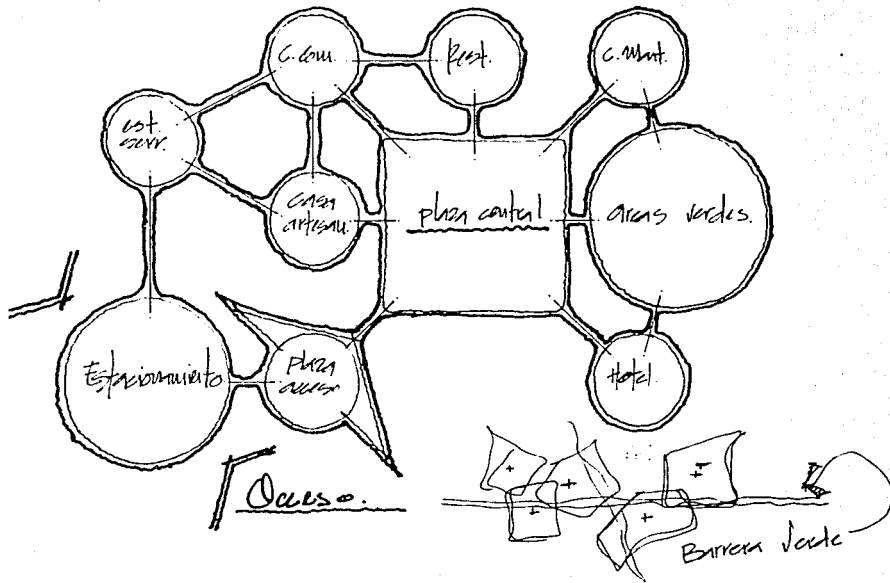 c.com.
Rest.
c.Mant.
est.
serv.
Casa
artesan.
plaza central
areas verdes.
Estacionamiento
plaza
acceso
Hotel
Acceso.
Barrera Verde